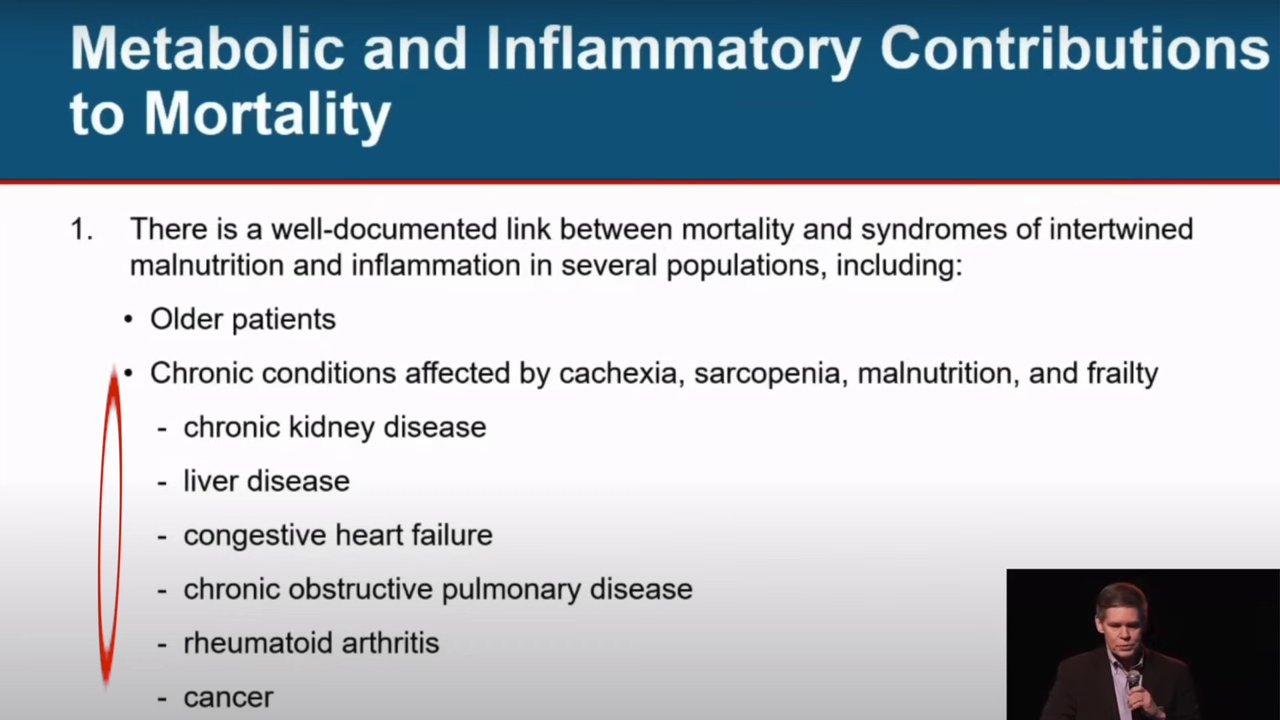 Metabolic and Inflammatory Contributions
to Mortality
1. There is a well-documented link between mortality and syndromes of intertwined
malnutrition and inflammation in several populations, including:
• Older patients
• Chronic conditions affected by cachexia, sarcopenia, malnutrition, and frailty
- chronic kidney disease
- liver disease
- congestive heart failure
- chronic obstructive pulmonary disease
- rheumatoid arthritis
- cancer